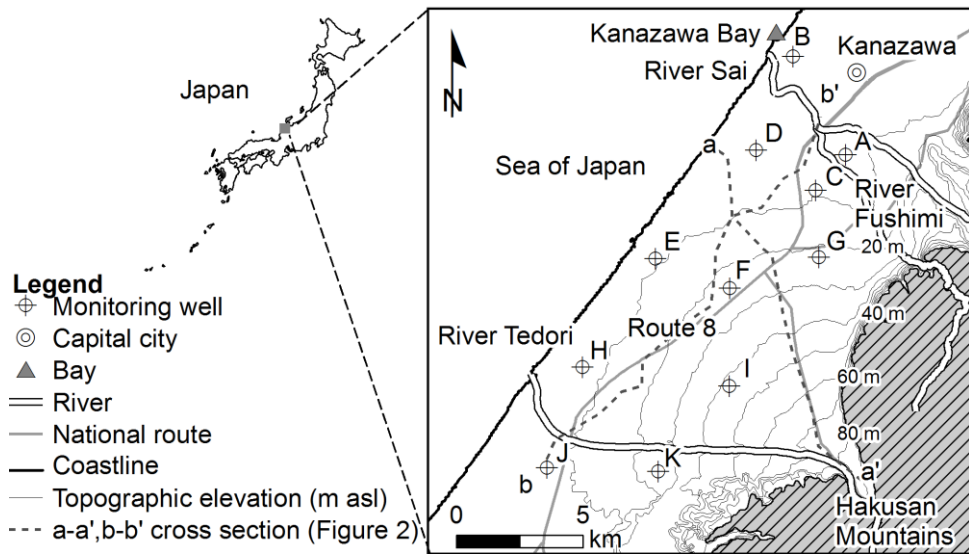 Japan
Legend
Monitoring well
Capital city
Bay
River
National route
Coastline
Topographic elevation (m asl)
a-a',b-b' cross section (Figure 2)
Kanazawa Bay
B
Kanazawa
River Sai
N
b'
a
D
A
Sea of Japan
C
River
Fushimi
G
20 m
E
F
40 m
River Tedori
Route 8
H
I
60 m
80 m
J
K
a'
b
Hakusan
Mountains
0
5
km